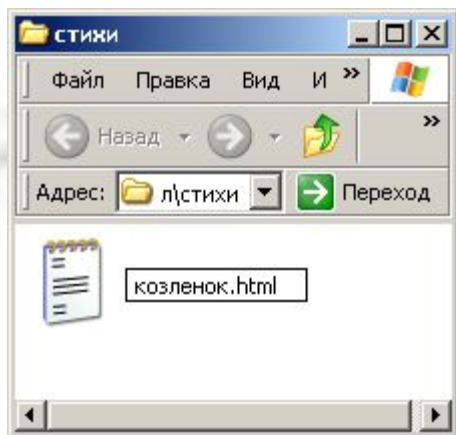 стихи
Файл Правка Вид И »
Назад »
Адрес: л\стихи Переход
козленок.html